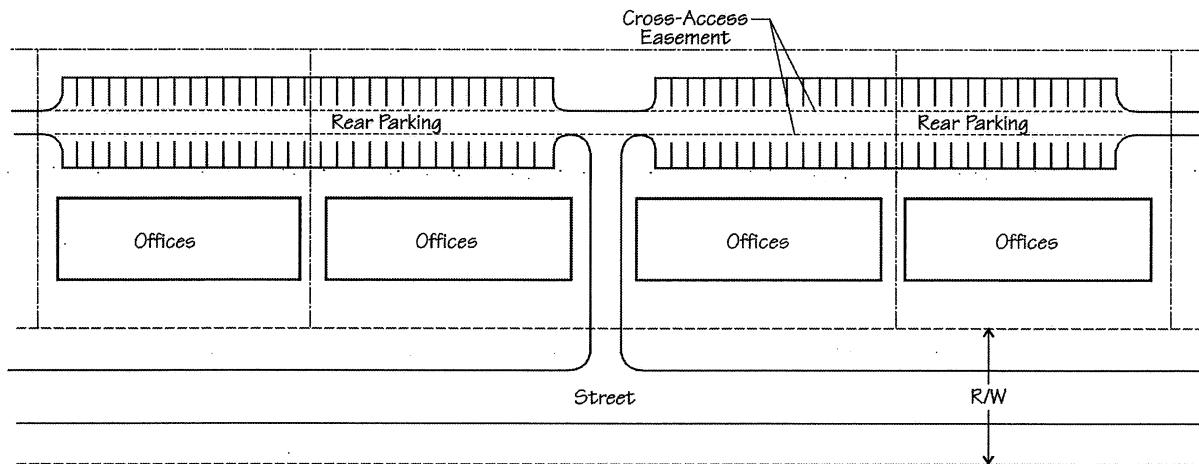 Cross-Access
Easement
Rear Parking
Rear Parking
Offices
Offices
Offices
Offices
Street
R/W